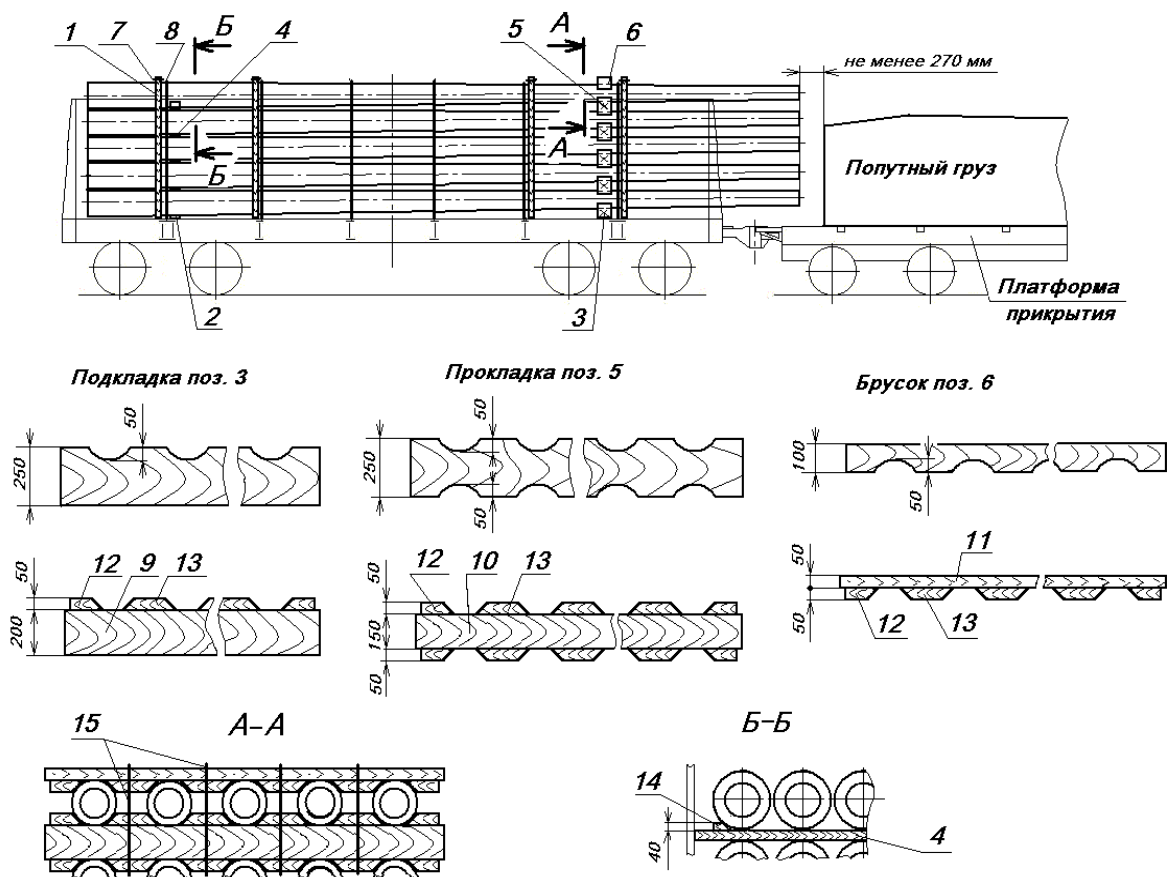 Б
А
1
7
8
4
5
6
не менее 270 мм
Б
А
Попутный груз
2
3
Платформа
прикрытия
Подкладка поз. 3
Прокладка поз. 5
Брусок поз. 6
50
250
50
250
50
100
50
12
9
13
50
200
12
10
13
50
150
50
11
50
50
12
13
15
А–А
Б–Б
14
40
4